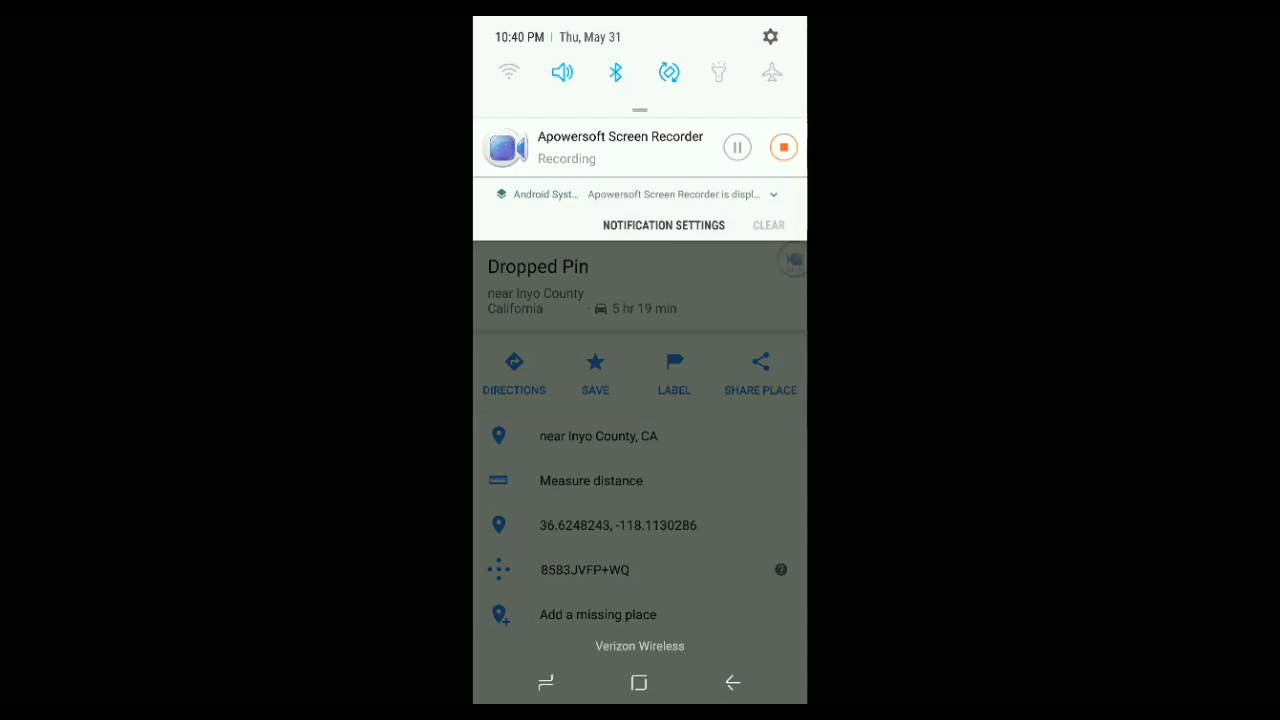 10:40 PM | Thu, May 31
Apowersoft Screen Recorder
Recording
Android Syst... Apowersoft Screen Recorder is displ...
NOTIFICATION SETTINGS CLEAR
Dropped Pin
near Inyo County
California · 5 hr 19 min
DIRECTIONS SAVE LABEL SHARE PLACE
near Inyo County, CA
Measure distance
36.6248243, -118.1130286
8583JVFP+WQ
Add a missing place
Verizon Wireless